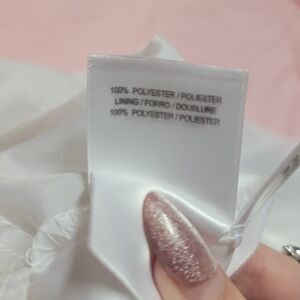 100% POLYESTER / POLIESTER
LINING / FORRO / DOUBLURE
100% POLYESTER / POLIESTER